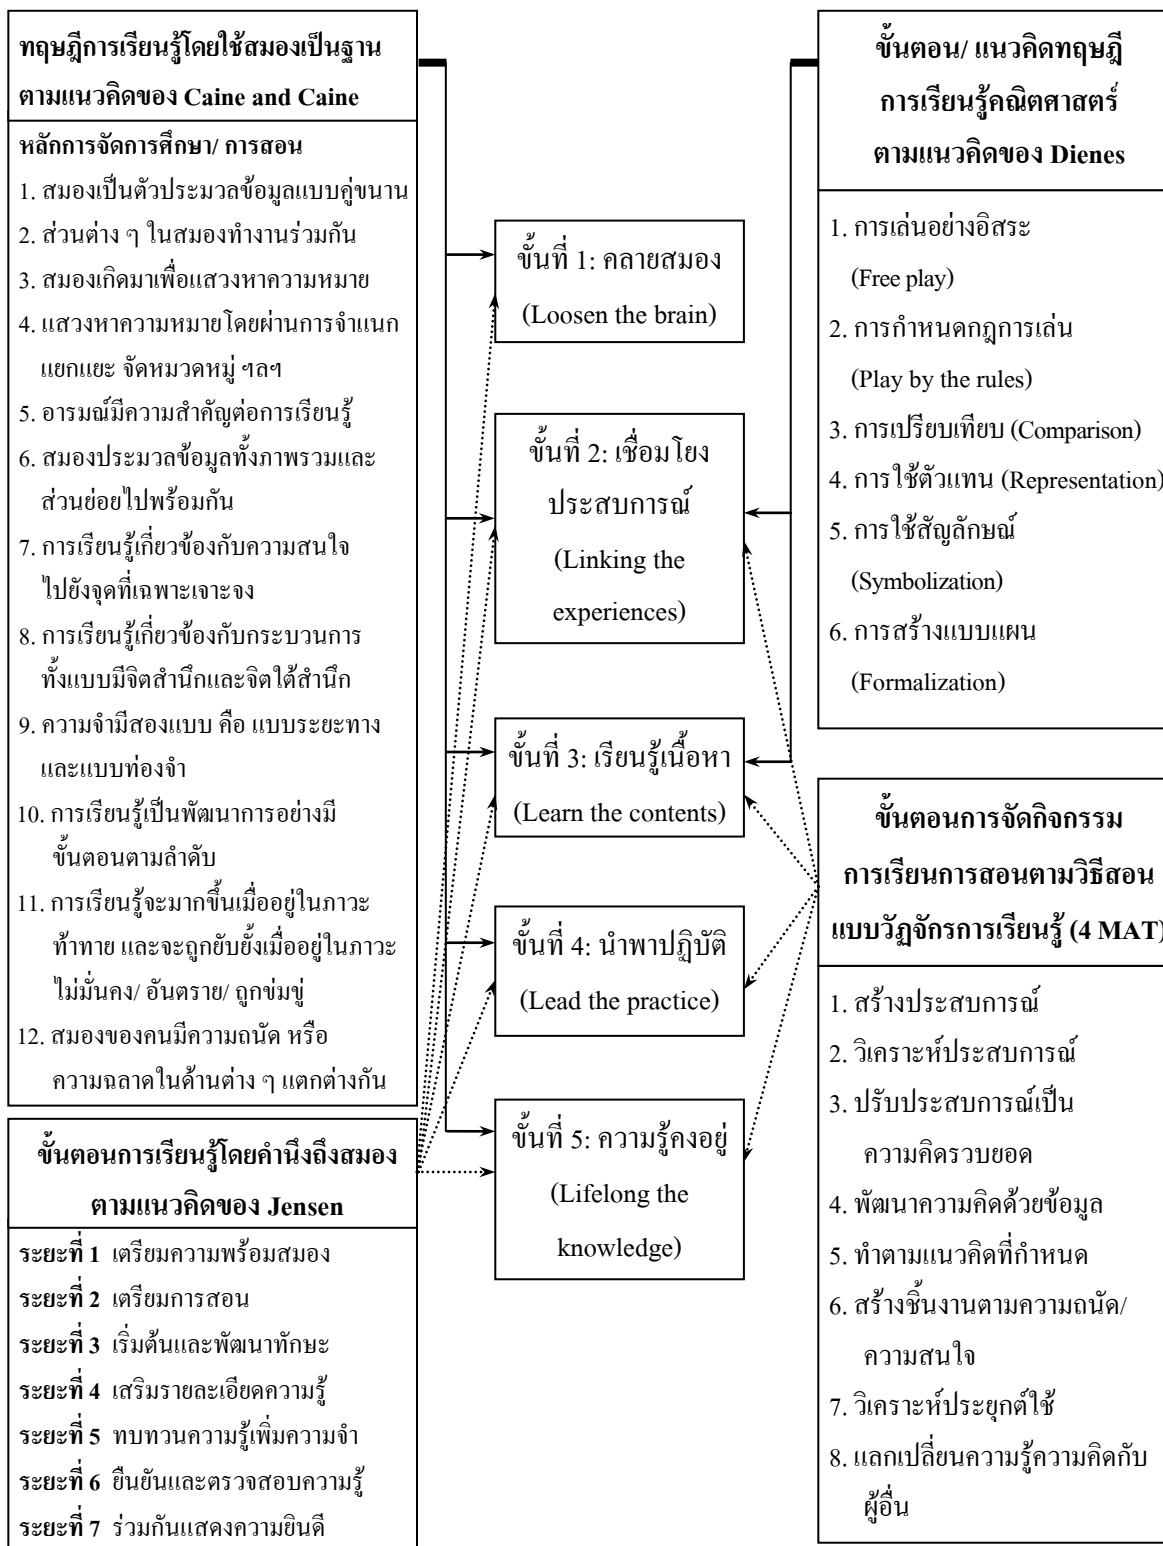 ทฤษฎีการเรียนรู้โดยใช้สมองเป็นฐาน
ตามแนวคิดของ Caine and Caine
หลักการจัดการศึกษา/ การสอน
1. สมองเป็นตัวประมวลข้อมูลแบบคู่ขนาน
2. ส่วนต่าง ๆ ในสมองทำงานร่วมกัน
3. สมองเกิดมาเพื่อแสวงหาความหมาย
4. แสวงหาความหมายโดยผ่านการจำแนก
แยกแยะ จัดหมวดหมู่ ฯลฯ
5. อารมณ์มีความสำคัญต่อการเรียนรู้
6. สมองประมวลข้อมูลทั้งภาพรวมและ
ส่วนย่อยไปพร้อมกัน
7. การเรียนรู้เกี่ยวข้องกับความสนใจ
ไปยังจุดที่เฉพาะเจาะจง
8. การเรียนรู้เกี่ยวข้องกับกระบวนการ
ทั้งแบบมีจิตสำนึกและจิตใต้สำนึก
9. ความจำมีสองแบบ คือ แบบระยะทาง
และแบบท่องจำ
10. การเรียนรู้เป็นพัฒนาการอย่างมี
ขั้นตอนตามลำดับ
11. การเรียนรู้จะมากขึ้นเมื่ออยู่ในภาวะ
ท้าทาย และจะถูกยับยั้งเมื่ออยู่ในภาวะ
ไม่มั่นคง/ อันตราย/ ถูกข่มขู่
12. สมองของคนมีความถนัด หรือ
ความฉลาดในด้านต่าง ๆ แตกต่างกัน
ขั้นตอนการเรียนรู้โดยคำนึงถึงสมอง
ตามแนวคิดของ Jensen
ระยะที่ 1 เตรียมความพร้อมสมอง
ระยะที่ 2 เตรียมการสอน
ระยะที่ 3 เริ่มต้นและพัฒนาทักษะ
ระยะที่ 4 เสริมรายละเอียดความรู้
ระยะที่ 5 ทบทวนความรู้เพิ่มความจำ
ระยะที่ 6 ยืนยันและตรวจสอบความรู้
ระยะที่ 7 ร่วมกันแสดงความยินดี
ขั้นที่ 1: คลายสมอง
(Loosen the brain)
ขั้นที่ 2: เชื่อมโยง
ประสบการณ์
(Linking the
experiences)
ขั้นที่ 3: เรียนรู้เนื้อหา
(Learn the contents)
ขั้นที่ 4: นำพาปฏิบัติ
(Lead the practice)
ขั้นที่ 5: ความรู้คงอยู่
(Lifelong the
knowledge)
ขั้นตอน/ แนวคิดทฤษฎี
การเรียนรู้คณิตศาสตร์
ตามแนวคิดของ Dienes
1. การเล่นอย่างอิสระ
(Free play)
2. การกำหนดกฎการเล่น
(Play by the rules)
3. การเปรียบเทียบ (Comparison)
4. การใช้ตัวแทน (Representation)
5. การใช้สัญลักษณ์
(Symbolization)
6. การสร้างแบบแผน
(Formalization)
ขั้นตอนการจัดกิจกรรม
การเรียนการสอนตามวิธีสอน
แบบวัฏจักรการเรียนรู้ (4 MAT)
1. สร้างประสบการณ์
2. วิเคราะห์ประสบการณ์
3. ปรับประสบการณ์เป็น
ความคิดรวบยอด
4. พัฒนาความคิดด้วยข้อมูล
5. ทำตามแนวคิดที่กำหนด
6. สร้างชิ้นงานตามความถนัด/
ความสนใจ
7. วิเคราะห์ประยุกต์ใช้
8. แลกเปลี่ยนความรู้ความคิดกับ
ผู้อื่น